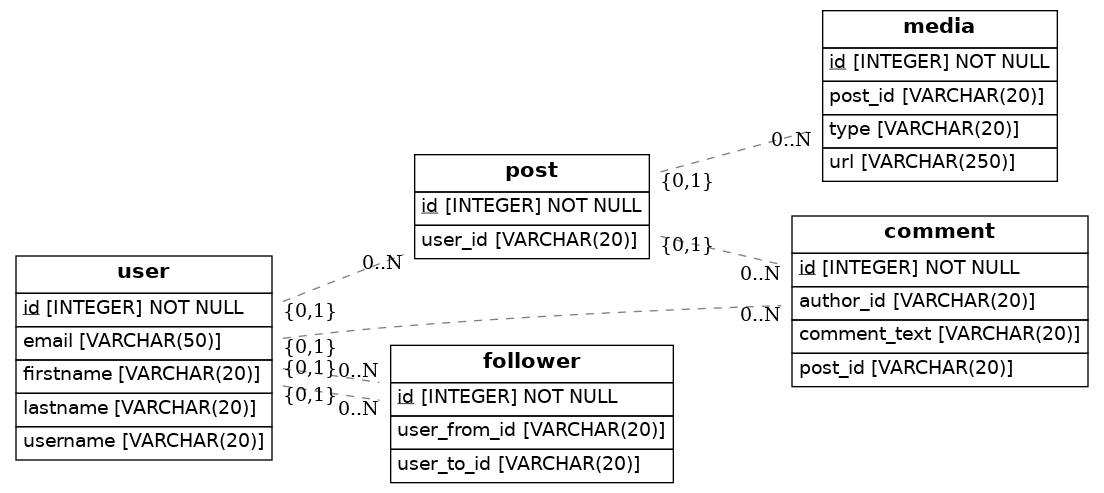 media
id [INTEGER] NOT NULL
post_id [VARCHAR(20)]
type [VARCHAR(20)]
url [VARCHAR(250)]
0..N
{0,1}
post
id [INTEGER] NOT NULL
user_id [VARCHAR(20)]
{0,1}
0..N
comment
id [INTEGER] NOT NULL
author_id [VARCHAR(20)]
comment_text [VARCHAR(20)]
post_id [VARCHAR(20)]
0..N
{0,1}
0..N
user
id [INTEGER] NOT NULL
email [VARCHAR(50)]
firstname [VARCHAR(20)]
lastname [VARCHAR(20)]
username [VARCHAR(20)]
{0,1}
{0,1}
0..N
{0,1}
0..N
follower
id [INTEGER] NOT NULL
user_from_id [VARCHAR(20)]
user_to_id [VARCHAR(20)]